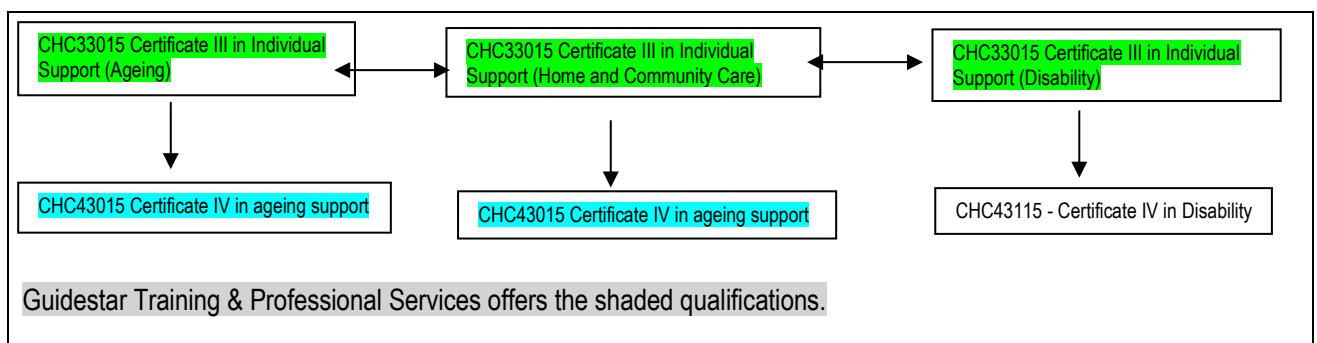 CHC33015 Certificate III in Individual
Support (Ageing)
CHC33015 Certificate III in Individual
Support (Home and Community Care)
CHC33015 Certificate III in Individual
Support (Disability)
CHC43015 Certificate IV in ageing support
CHC43015 Certificate IV in ageing support
CHC43115 - Certificate IV in Disability
Guidestar Training & Professional Services offers the shaded qualifications.